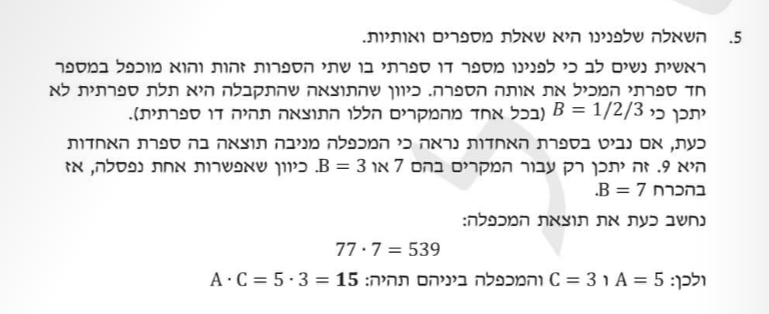 5. השאלה שלפנינו היא שאלת מספרים ואותיות.
ראשית נשים לב כי לפנינו מספר דו ספרתי בו שתי הספרות זהות והוא מוכפל במספר
חד ספרתי המכיל את אותה הספרה. כיוון שהתוצאה שהתקבלה היא תלת ספרתית לא
יתכן כי B = 1/2/3 (בכל אחד מהמקרים הללו התוצאה תהיה דו ספרתית).
כעת, אם נביט בספרת האחדות נראה כי המכפלה מניבה תוצאה בה ספרת האחדות
היא 9. זה יתכן רק עבור המקרים בהם 7 או B = 3. כיוון שאפשרות אחת נפסלה, אז
בהכרח B = 7.
נחשב כעת את תוצאת המכפלה:
77 · 7 = 539
ולכן: A = 5 ו C = 3 והמכפלה ביניהם תהיה: A · C = 5 · 3 = 15